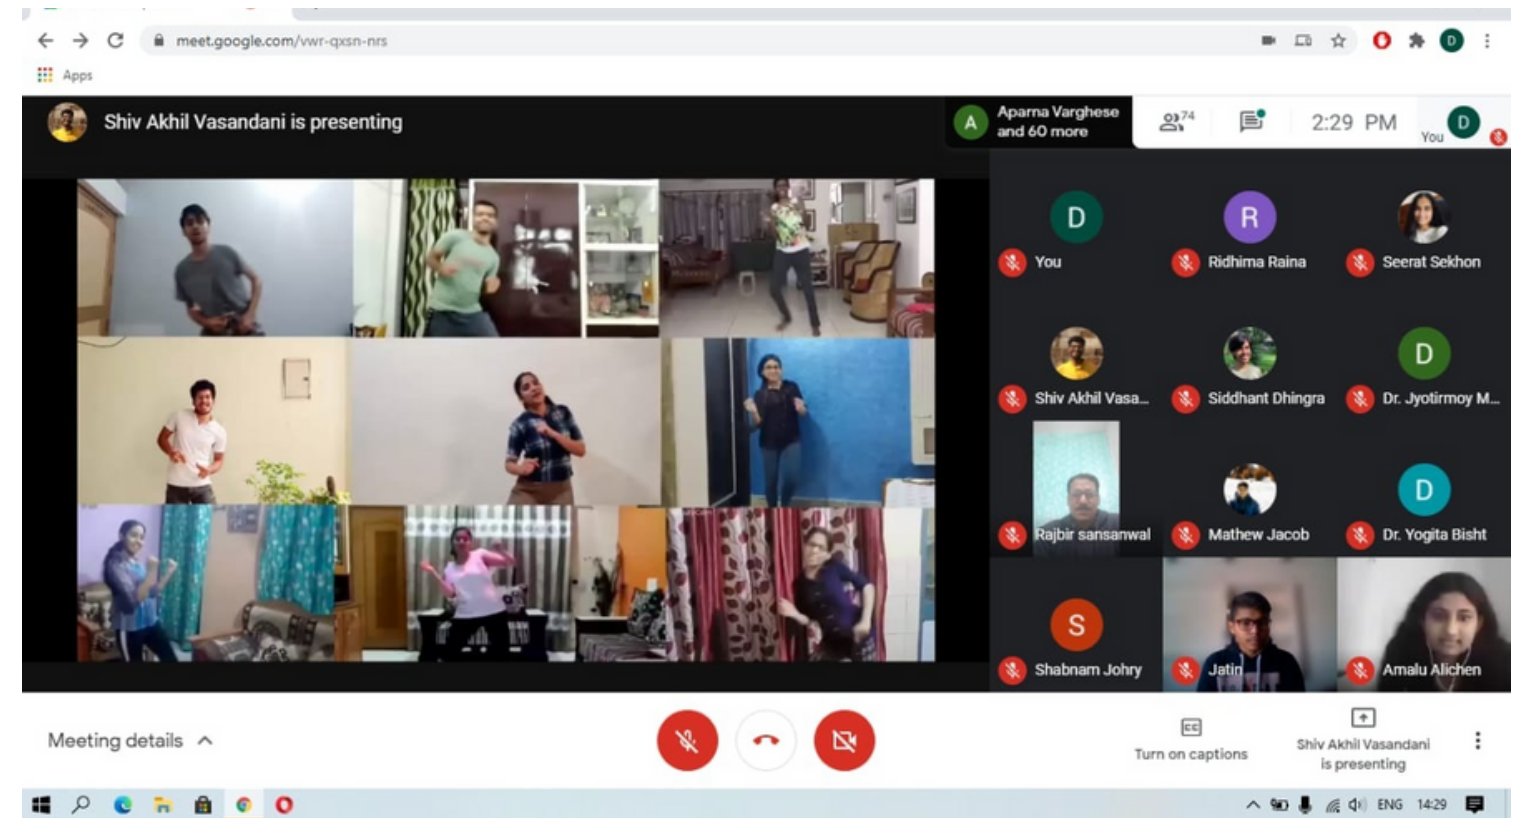 meet.google.com/vwr-qxsn-nrs
D
Apps
Shiv Akhil Vasandani is presenting
A
Aparna Varghese
and 60 more
74
2:29 PM
You
D
D
You
R
Ridhima Raina
Seerat Sekhon
Shiv Akhil Vasa...
Siddhant Dhingra
D
Dr. Jyotirmoy M...
Rajbir sansanwal
Mathew Jacob
D
Dr. Yogita Bisht
S
Shabnam Johry
Jatin
Amalu Alichen
Meeting details
CC
Turn on captions
Shiv Akhil Vasandani
is presenting
ENG
14:29